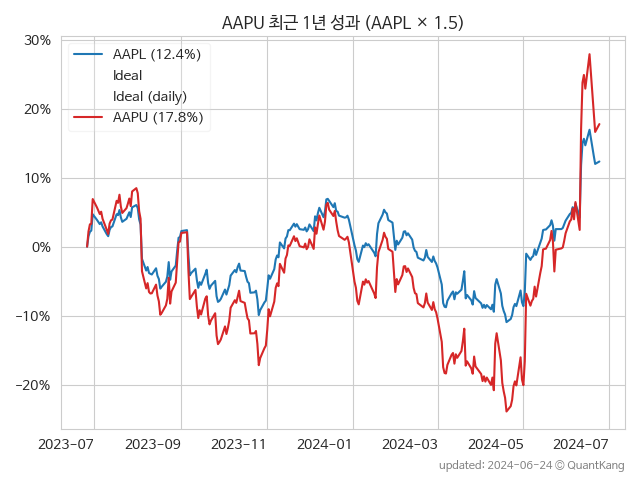 AAPU 최근 1년 성과 (AAPL × 1.5)
30%
20%
10%
0%
−10%
−20%
AAPL (12.4%)
Ideal
Ideal (daily)
AAPU (17.8%)
2023-07 2023-09 2023-11 2024-01 2024-03 2024-05 2024-07
updated: 2024-06-24 © QuantKang